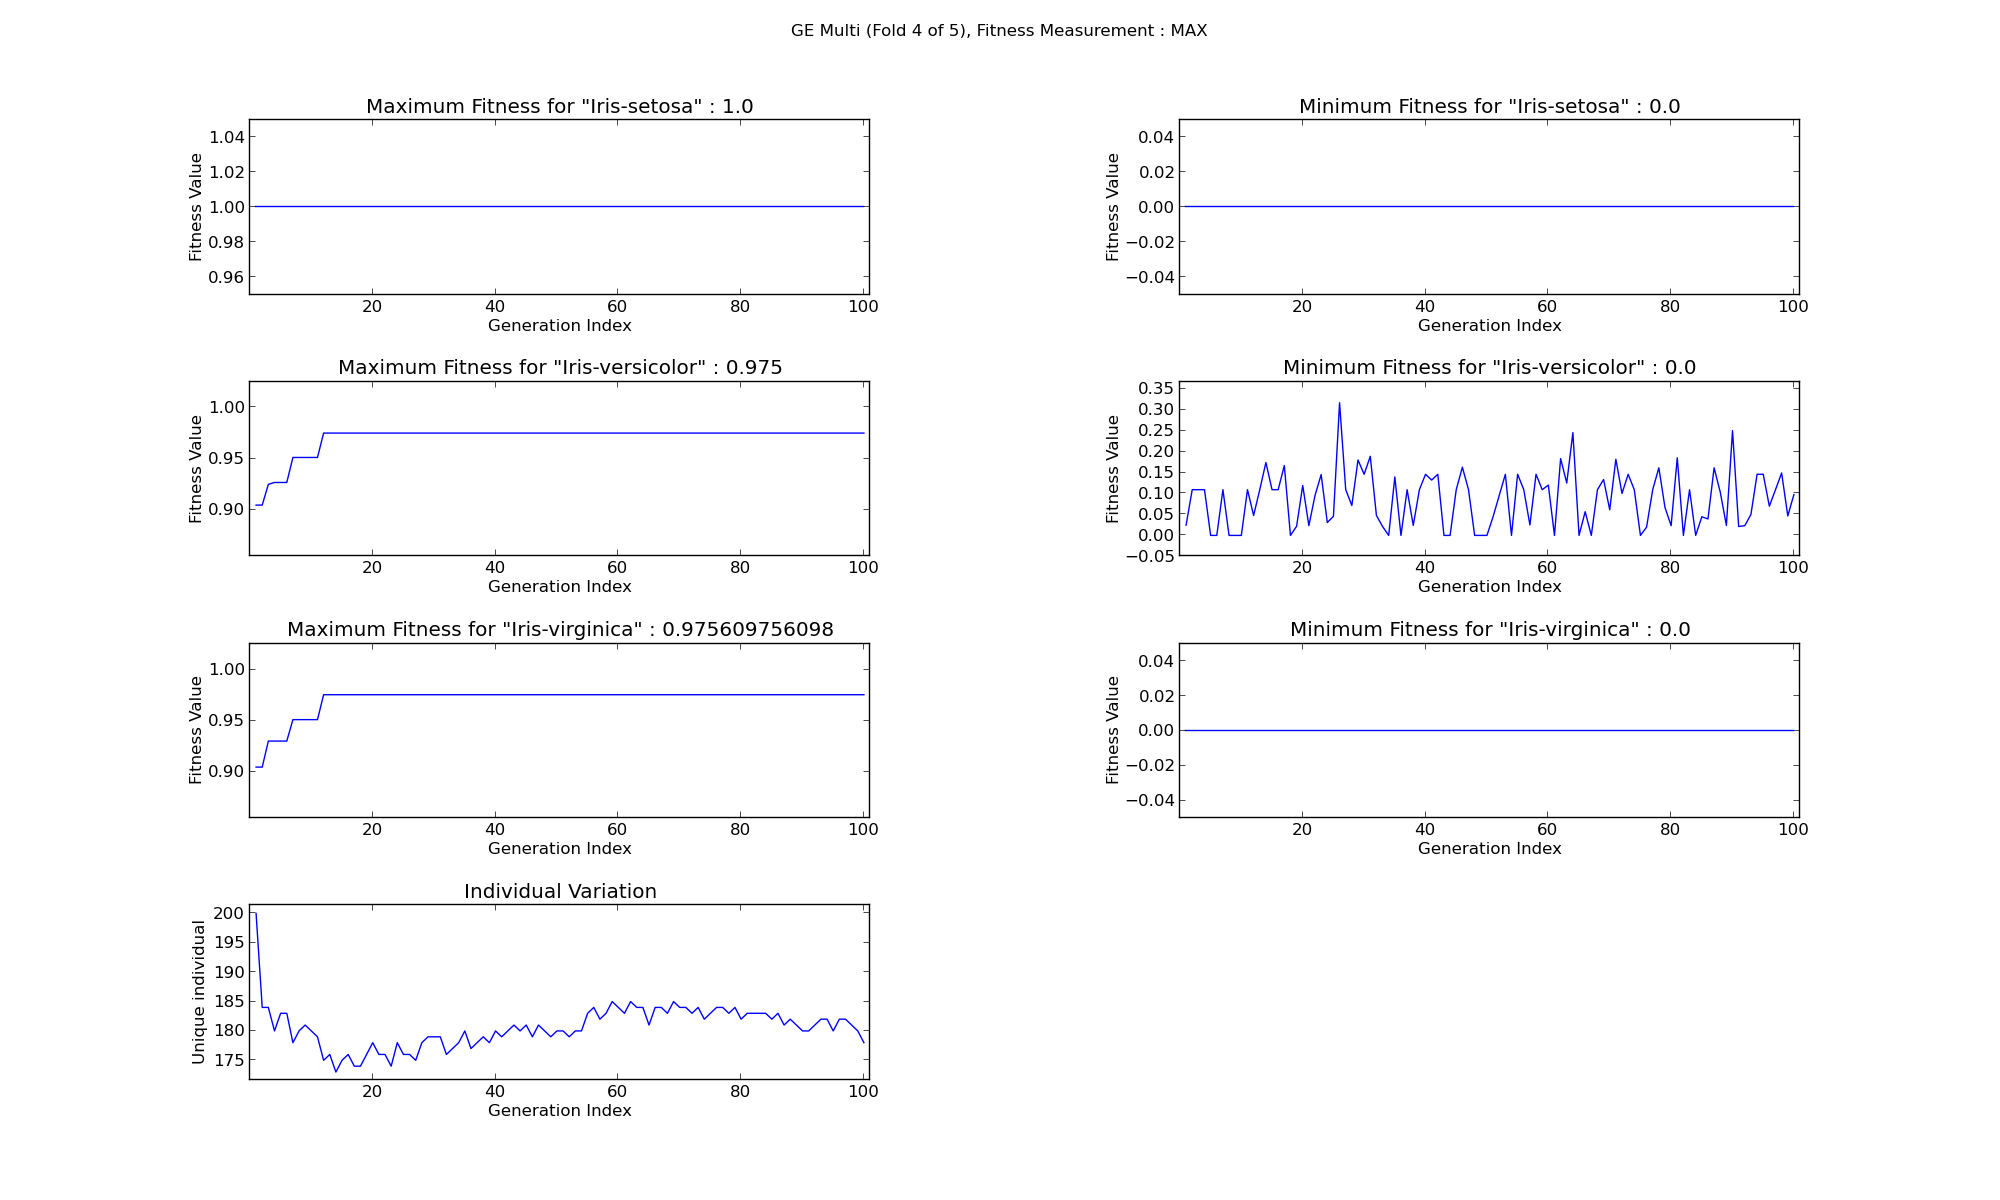 GE Multi (Fold 4 of 5), Fitness Measurement : MAX
Maximum Fitness for "Iris-setosa" : 1.0
1.04
1.02
1.00
0.98
0.96
Fitness Value
20 40 60 80 100
Generation Index
Minimum Fitness for "Iris-setosa" : 0.0
0.04
0.02
0.00
−0.02
−0.04
Fitness Value
20 40 60 80 100
Generation Index
Maximum Fitness for "Iris-versicolor" : 0.975
1.00
0.95
0.90
Fitness Value
20 40 60 80 100
Generation Index
Minimum Fitness for "Iris-versicolor" : 0.0
0.35
0.30
0.25
0.20
0.15
0.10
0.05
0.00
−0.05
Fitness Value
20 40 60 80 100
Generation Index
Maximum Fitness for "Iris-virginica" : 0.975609756098
1.00
0.95
0.90
Fitness Value
20 40 60 80 100
Generation Index
Minimum Fitness for "Iris-virginica" : 0.0
0.04
0.02
0.00
−0.02
−0.04
Fitness Value
20 40 60 80 100
Generation Index
Individual Variation
200
195
190
185
180
175
Unique individual
20 40 60 80 100
Generation Index